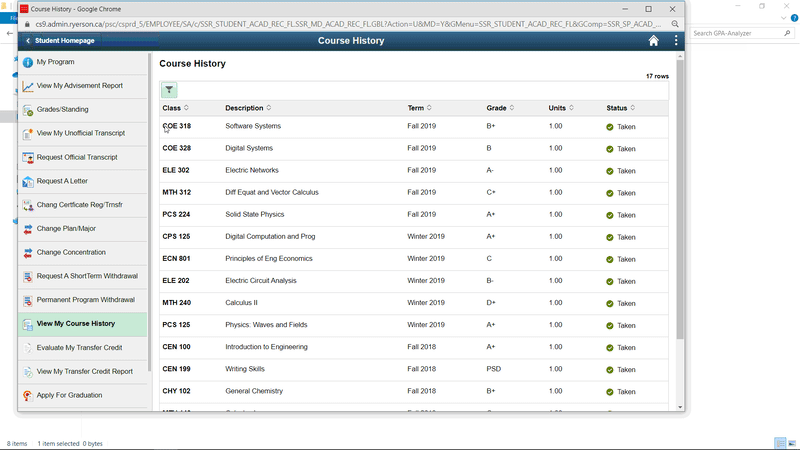 Course History - Google Chrome
cs9.admin.ryerson.ca/psc/csprd_5/EMPLOYEE/SA/c/SSR_STUDENT_ACAD_REC_FL.SSR_MD_ACAD_REC_FL.GBL?Action=U&MD=Y&GMenu=SSR_STUDENT_ACAD_REC_FL&GComp=SSR_SP_ACAD_...
File
Search GPA-Analyzer
Student Homepage
Course History
My Program
View My Advisement Report
Grades/Standing
View My Unofficial Transcript
Request Official Transcript
Request A Letter
Chang Certficate Reg/Trnsfr
Change Plan/Major
Change Concentration
Request A ShortTerm Withdrawal
Permanent Program Withdrawal
View My Course History
Evaluate My Transfer Credit
View My Transfer Credit Report
Apply For Graduation
Course History
17 rows
Class Description Term Grade Units Status
COE 318 Software Systems Fall 2019 B+ 1.00 Taken
COE 328 Digital Systems Fall 2019 B 1.00 Taken
ELE 302 Electric Networks Fall 2019 A- 1.00 Taken
MTH 312 Diff Equat and Vector Calculus Fall 2019 C+ 1.00 Taken
PCS 224 Solid State Physics Fall 2019 A+ 1.00 Taken
CPS 125 Digital Computation and Prog Winter 2019 A+ 1.00 Taken
ECN 801 Principles of Eng Economics Winter 2019 C 1.00 Taken
ELE 202 Electric Circuit Analysis Winter 2019 B- 1.00 Taken
MTH 240 Calculus II Winter 2019 D+ 1.00 Taken
PCS 125 Physics: Waves and Fields Winter 2019 A+ 1.00 Taken
CEN 100 Introduction to Engineering Fall 2018 A+ 1.00 Taken
CEN 199 Writing Skills Fall 2018 PSD 1.00 Taken
CHY 102 General Chemistry Fall 2018 B+ 1.00 Taken
8 items 1 item selected 0 bytes